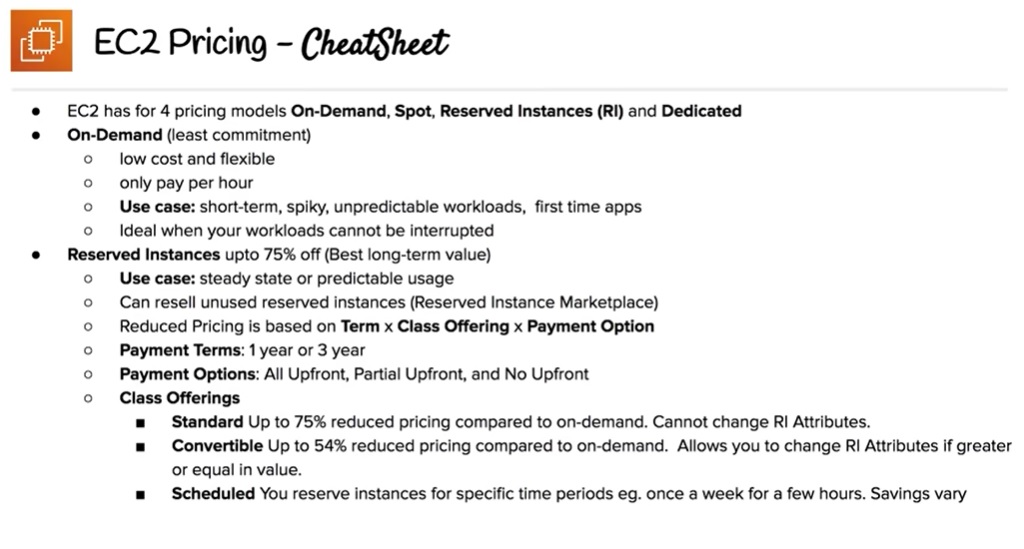 EC2 Pricing – CheatSheet
● EC2 has for 4 pricing models On-Demand, Spot, Reserved Instances (RI) and Dedicated
● On-Demand (least commitment)
○ low cost and flexible
○ only pay per hour
○ Use case: short-term, spiky, unpredictable workloads, first time apps
○ Ideal when your workloads cannot be interrupted
● Reserved Instances upto 75% off (Best long-term value)
○ Use case: steady state or predictable usage
○ Can resell unused reserved instances (Reserved Instance Marketplace)
○ Reduced Pricing is based on Term x Class Offering x Payment Option
○ Payment Terms: 1 year or 3 year
○ Payment Options: All Upfront, Partial Upfront, and No Upfront
○ Class Offerings
■ Standard Up to 75% reduced pricing compared to on-demand. Cannot change RI Attributes.
■ Convertible Up to 54% reduced pricing compared to on-demand. Allows you to change RI Attributes if greater
or equal in value.
■ Scheduled You reserve instances for specific time periods eg. once a week for a few hours. Savings vary